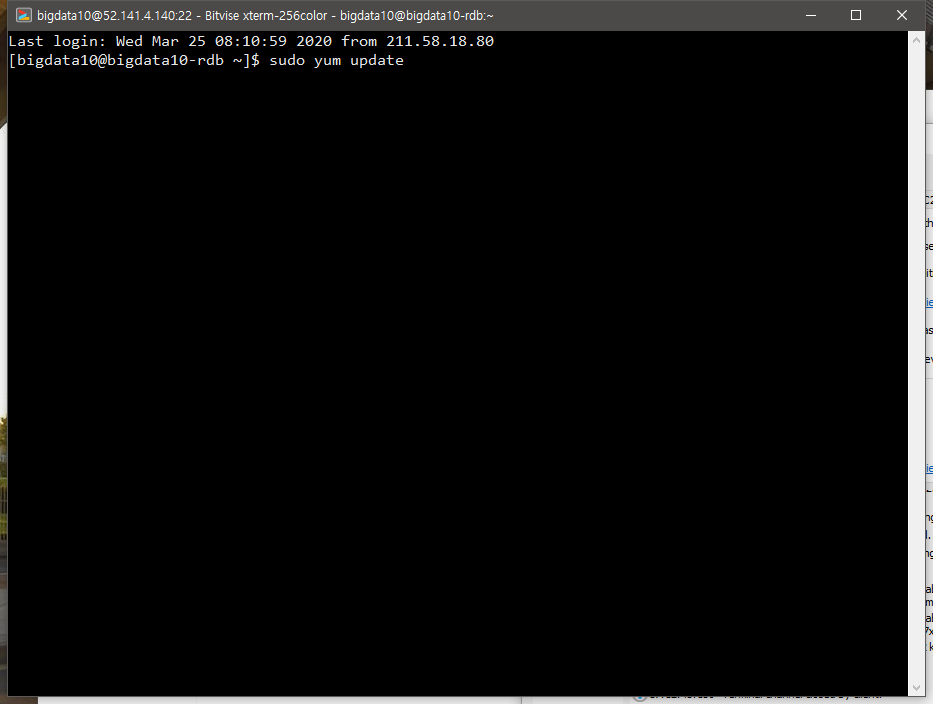 bigdata10@52.141.4.140:22 - Bitvise xterm-256color - bigdata10@bigdata10-rdb:~
Last login: Wed Mar 25 08:10:59 2020 from 211.58.18.80
[bigdata10@bigdata10-rdb ~]$ sudo yum update